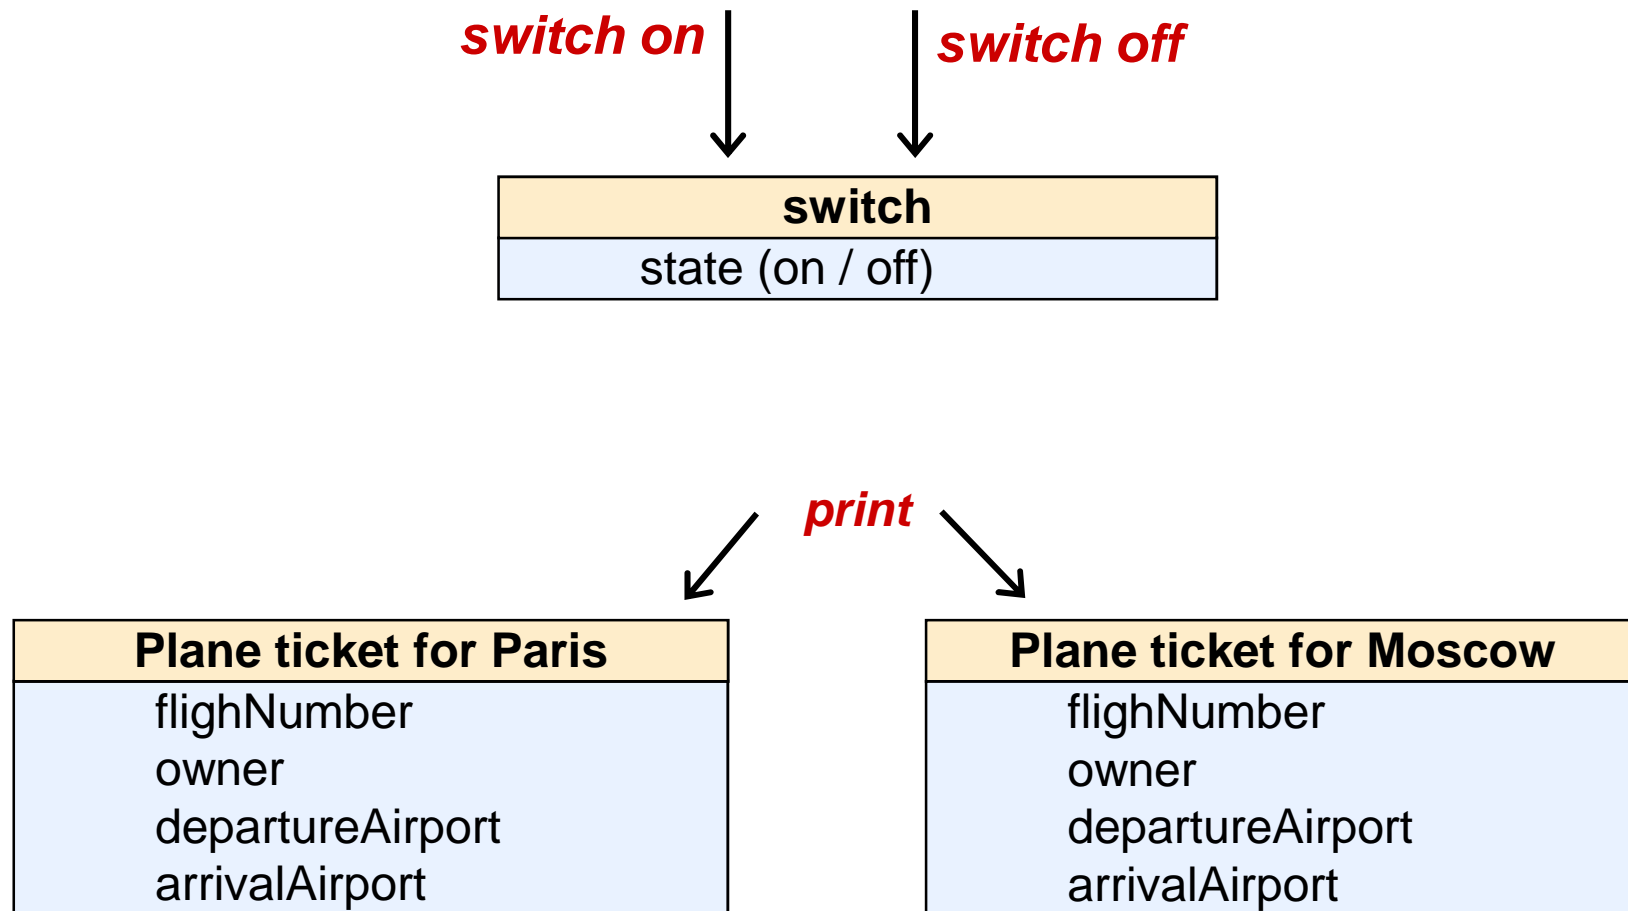 switch on
switch off
switch
state (on / off)
print
Plane ticket for Paris
flighNumber
owner
departureAirport
arrivalAirport
Plane ticket for Moscow
flighNumber
owner
departureAirport
arrivalAirport